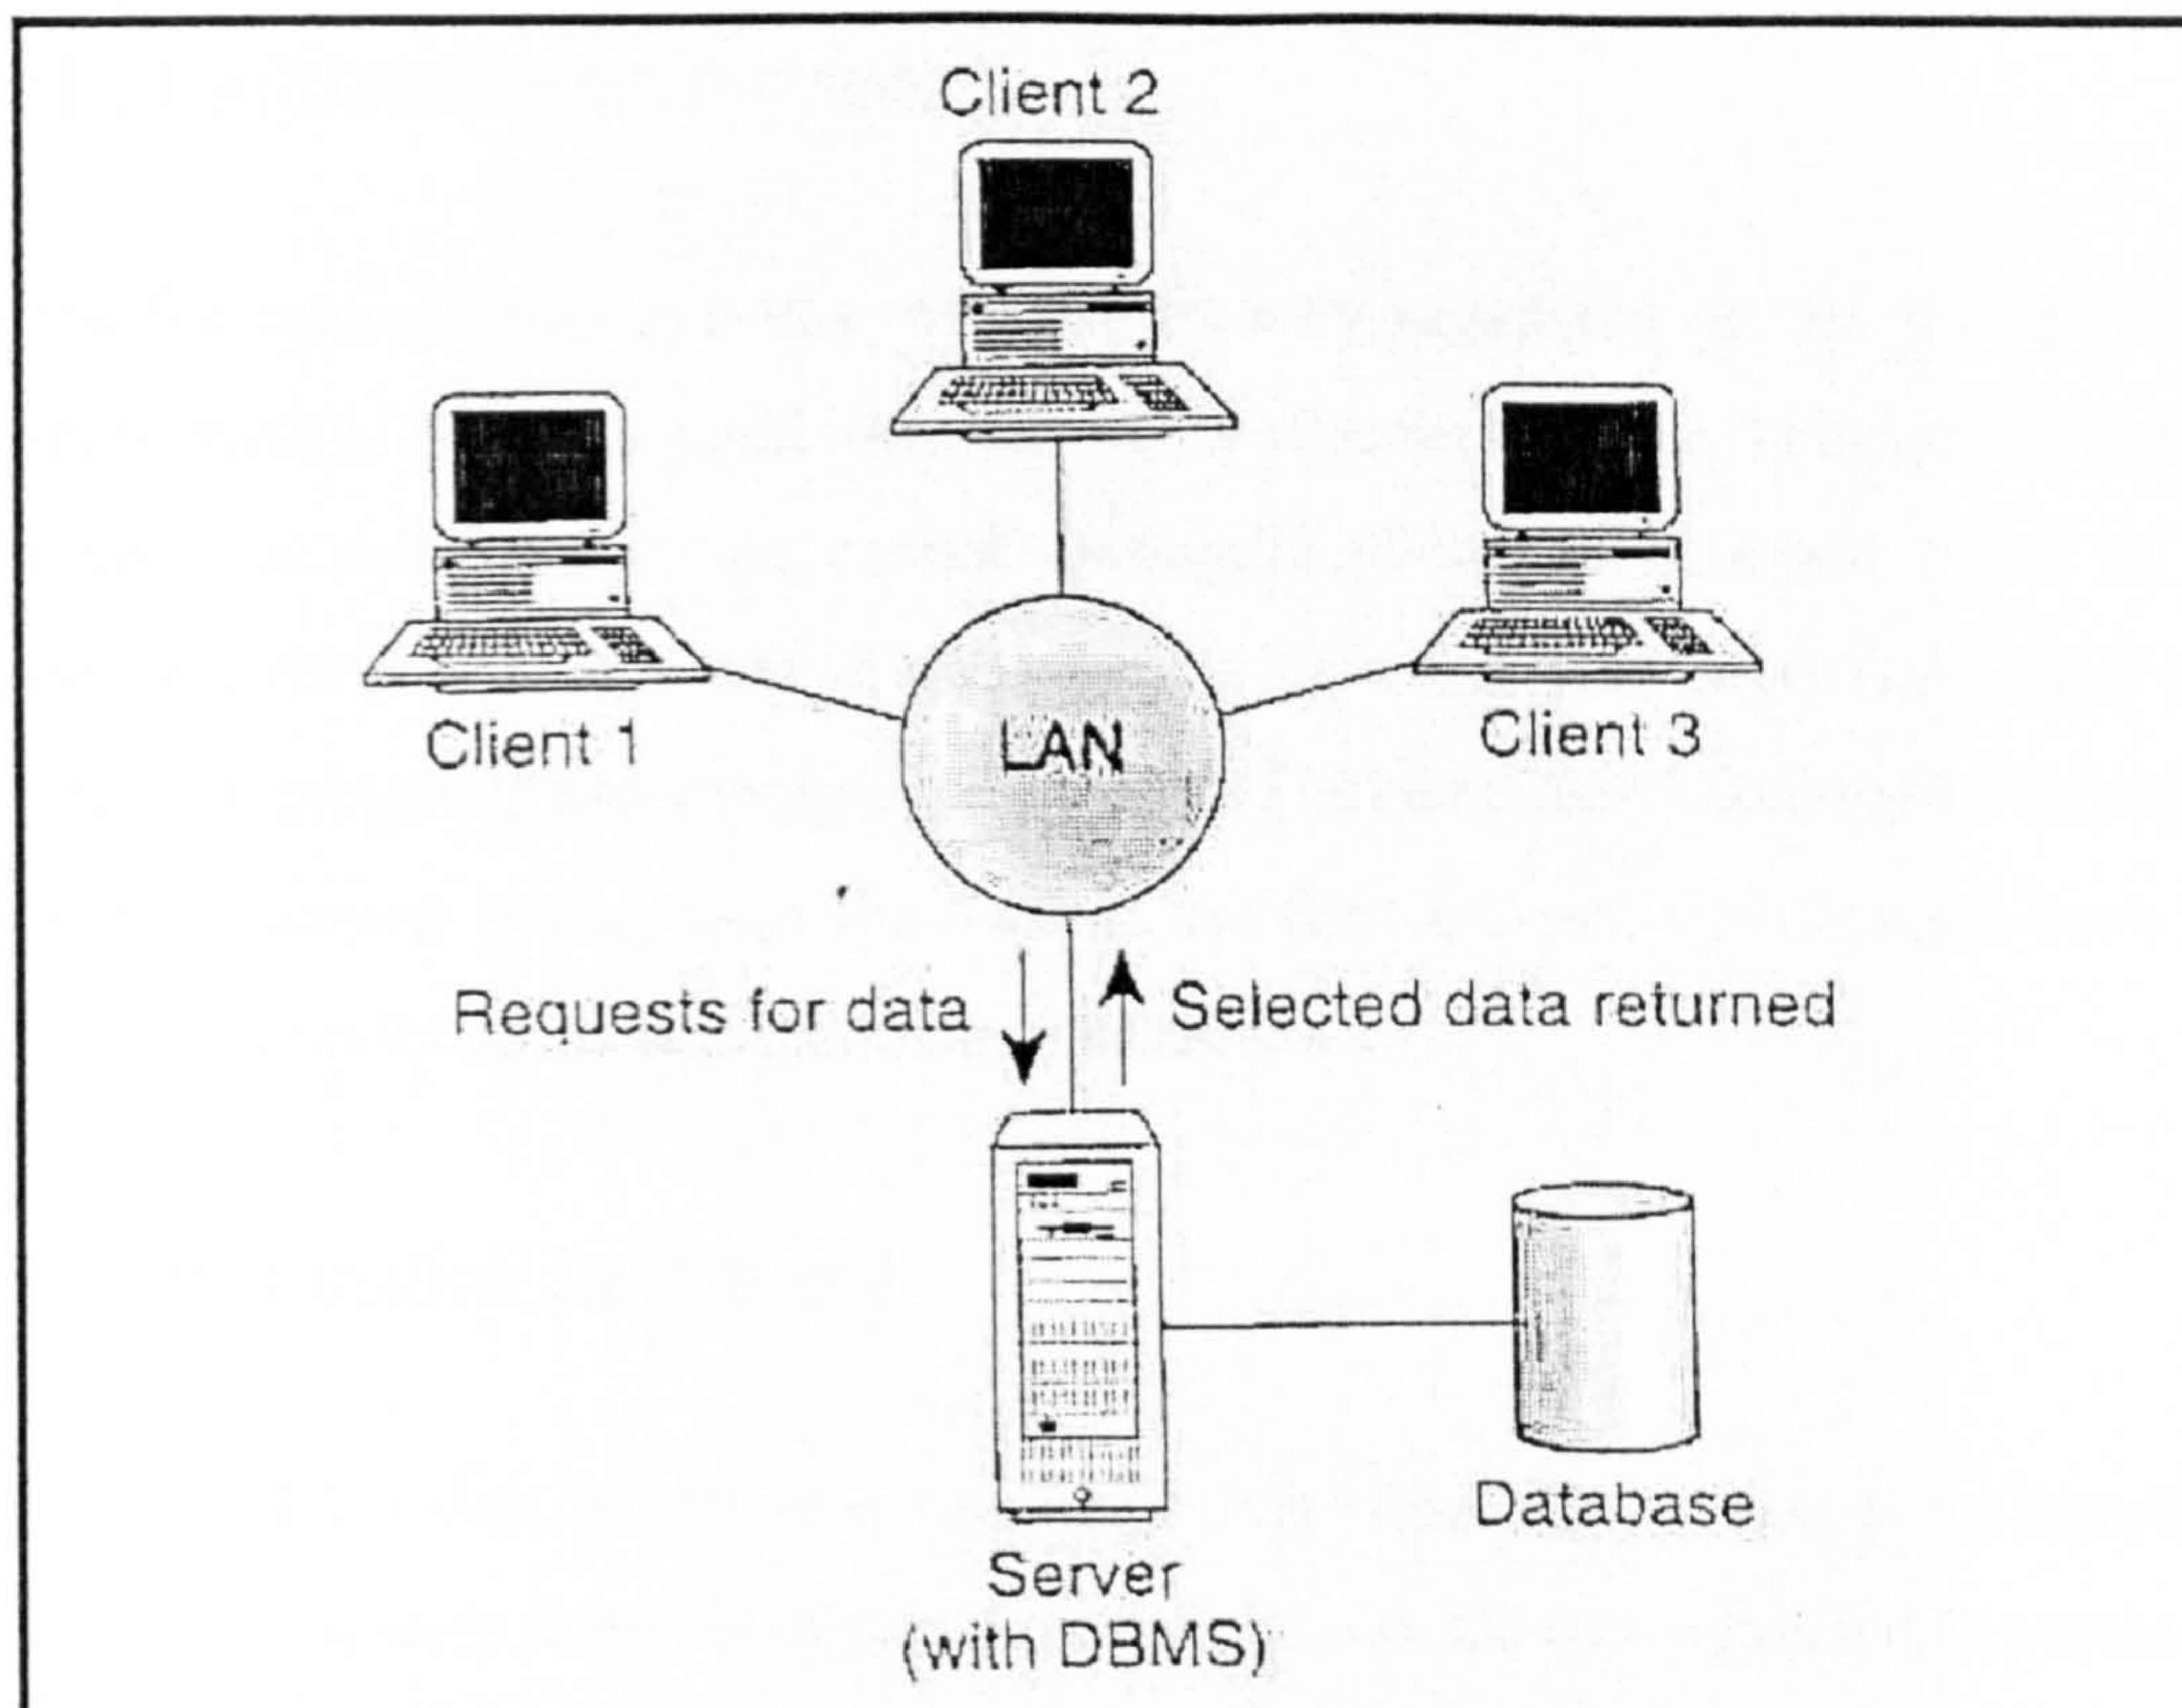 Client 2
Client 1
LAN
Client 3
Requests for data
Selected data returned
Database
Server
(with DBMS)